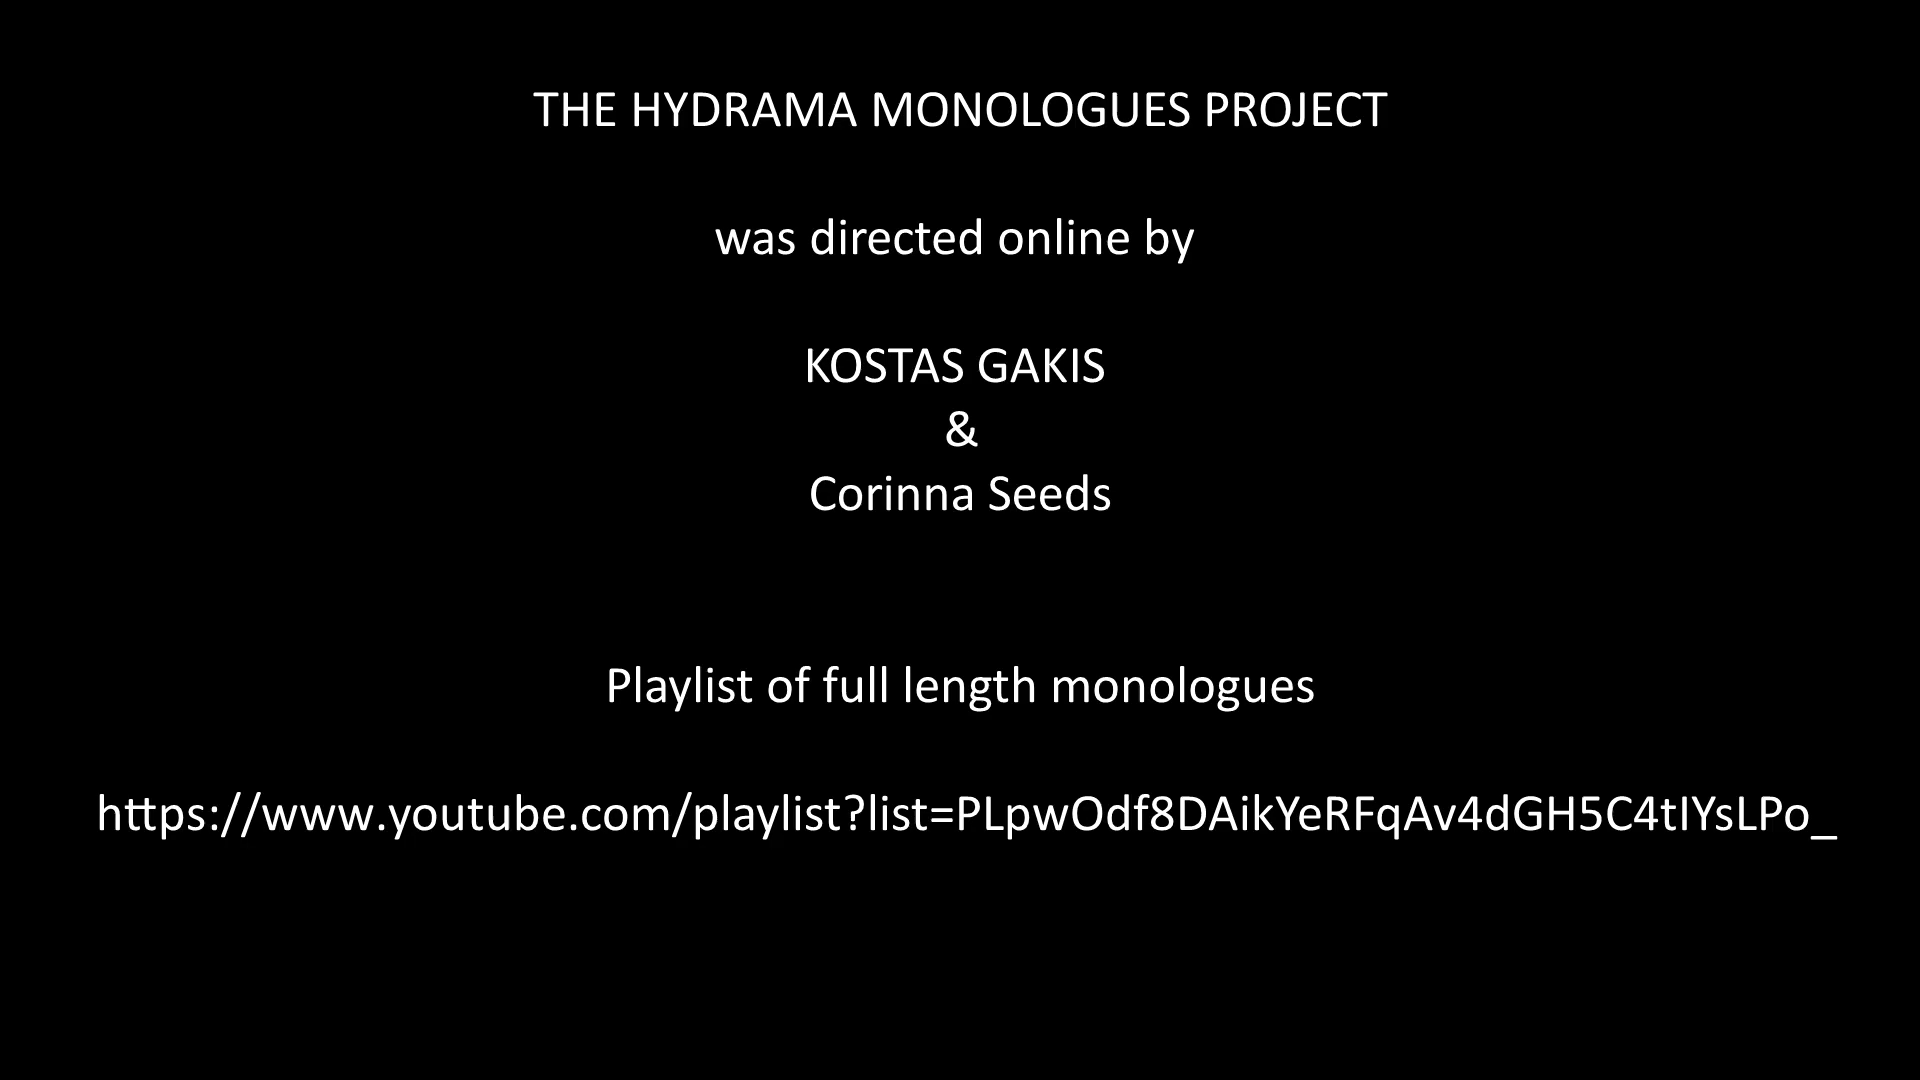 THE HYDRAMA MONOLOGUES PROJECT
was directed online by
KOSTAS GAKIS
&
Corinna Seeds
Playlist of full length monologues
https://www.youtube.com/playlist?list=PLpwOdf8DAikYeRFqAv4dGH5C4tIYsLPo_